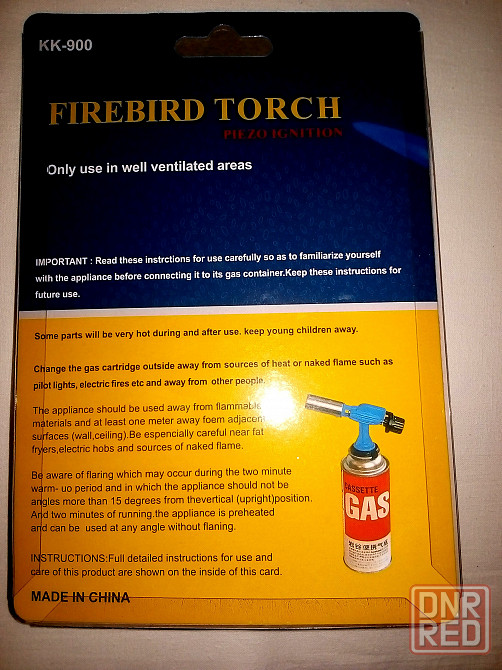 KK-900
FIREBIRD TORCH
PIEZO IGNITION
Only use in well ventilated areas
IMPORTANT : Read these instrctions for use carefully so as to familiarize yourself
with the appliance before connecting it to its gas container.Keep these instructions for
future use.
Some parts will be very hot during and after use. keep young children away.
Change the gas cartridge outside away from sources of heat or naked flame such as
pilot lights, electric fires etc and away from other people.
The appliance should be used away from flammable
materials and at least one meter away foem adjacent
surfaces (wall,ceiling).Be espencially careful near fat
fryers,electric hobs and sources of naked flame.
Be aware of flaring which may occur during the two minute
warm- uo period and in which the appliance should not be
angles more than 15 degrees from thevertical (upright)position.
And two minutes of running.the appliance is preheated
and can be used at any angle without flaning.
INSTRUCTIONS:Full detailed instructions for use and
care of this product are shown on the inside of this card.
MADE IN CHINA
CASSETTE
GAS
DNR
RED